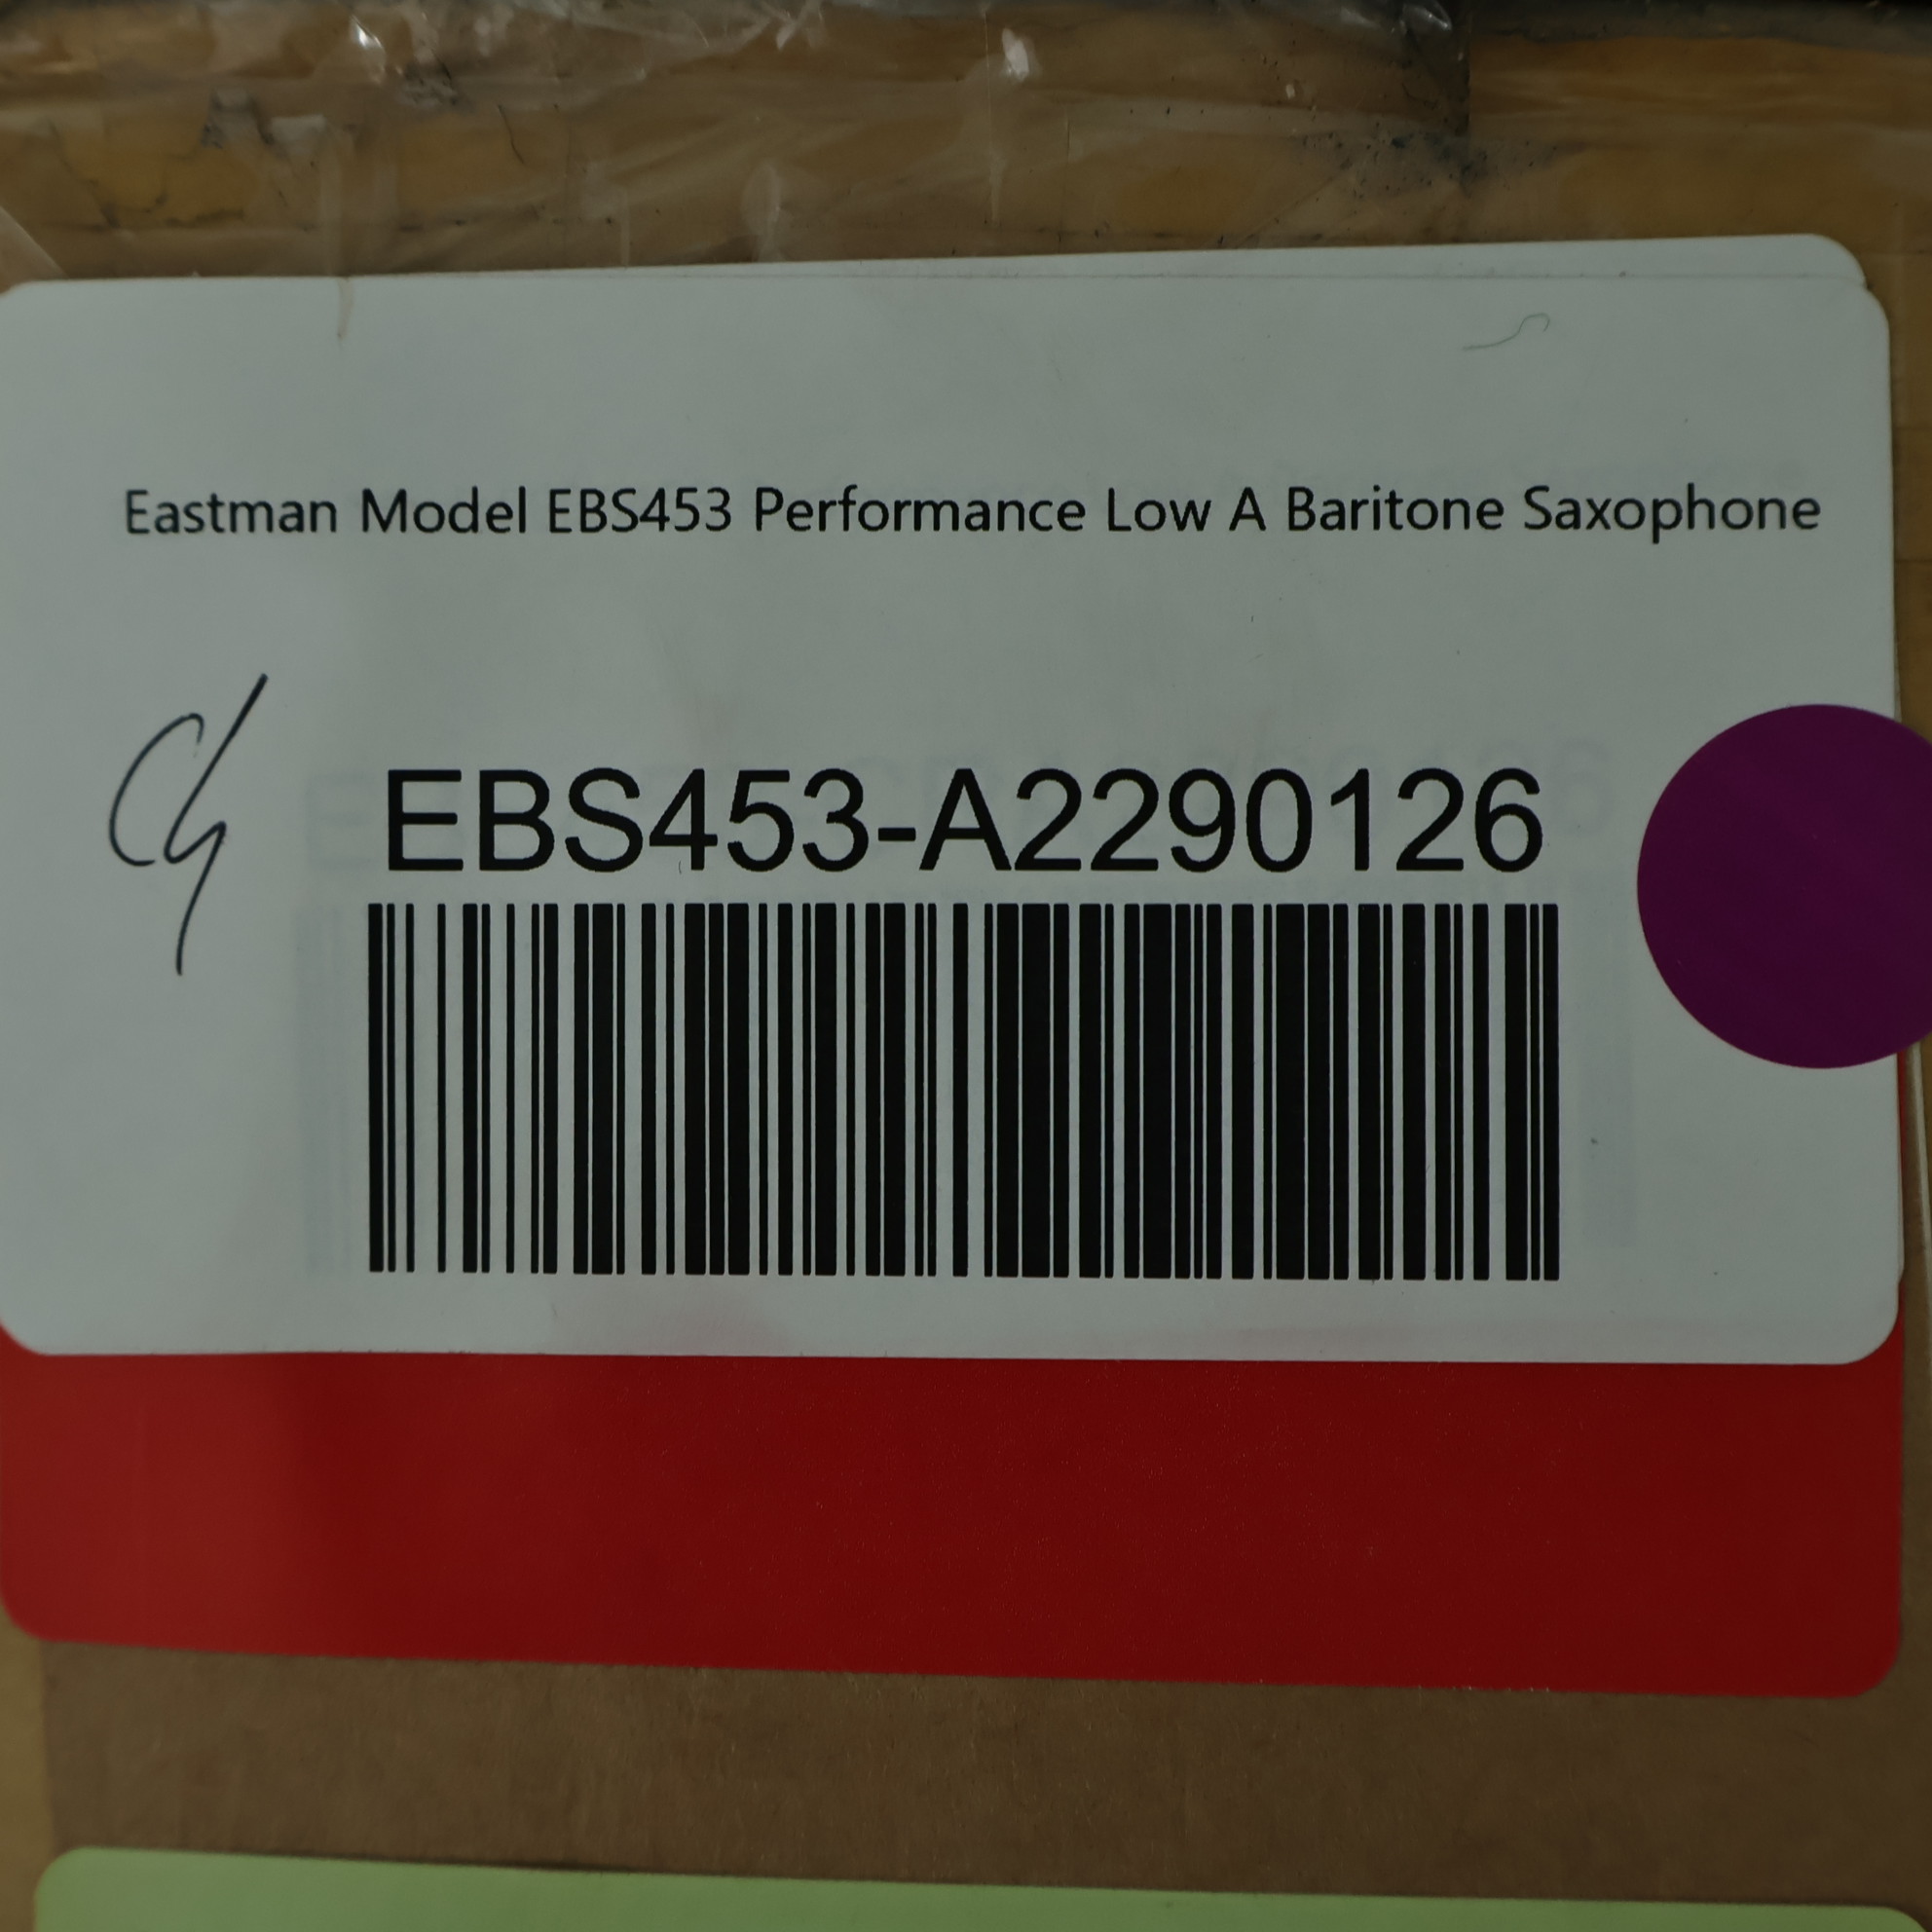 Eastman Model EBS453 Performance Low A Baritone Saxophone
EBS453-A2290126